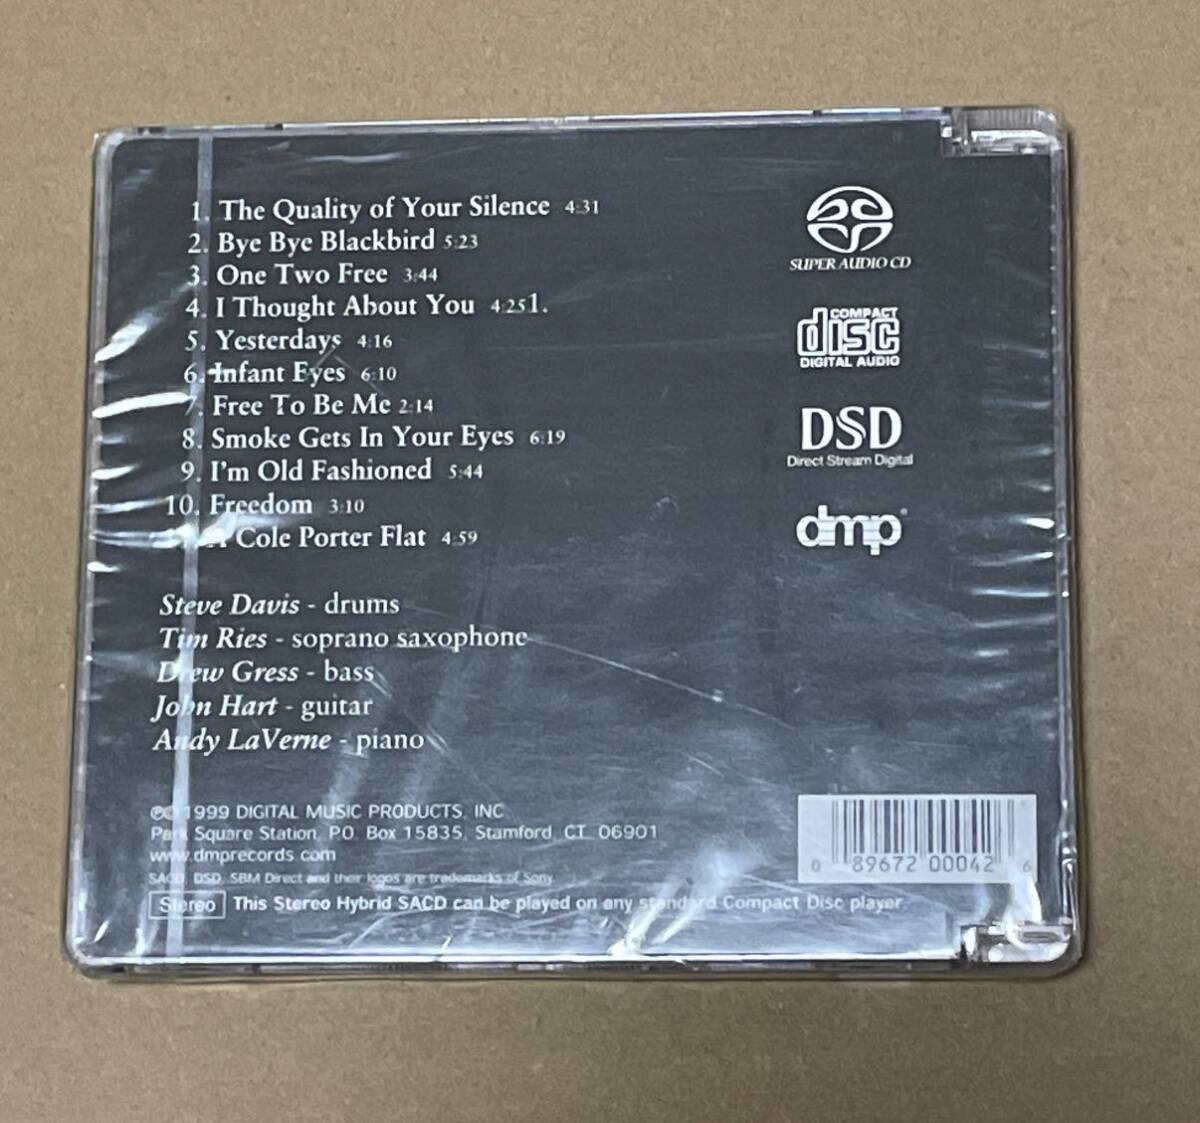 1. The Quality of Your Silence 4:31
2. Bye Bye Blackbird 5:23
3. One Two Free 3:44
4. I Thought About You 4:251.
5. Yesterdays 4:16
6. Infant Eyes 6:10
7. Free To Be Me 2:14
8. Smoke Gets In Your Eyes 6:19
9. I'm Old Fashioned 5:44
10. Freedom 3:10
A Cole Porter Flat 4:59
Steve Davis - drums
Tim Ries - soprano saxophone
Drew Gress - bass
John Hart - guitar
Andy LaVerne - piano
℗© 1999 DIGITAL MUSIC PRODUCTS, INC
Park Square Station, P.O. Box 15835, Stamford, CT 06901
www.dmprecords.com
SACD, DSD, SBM Direct and their logos are trademarks of Sony.
Stereo This Stereo Hybrid SACD can be played on any standard Compact Disc player
SUPER AUDIO CD
COMPACT
disc
DIGITAL AUDIO
DSD
Direct Stream Digital
dmp
0 89672 00042 6